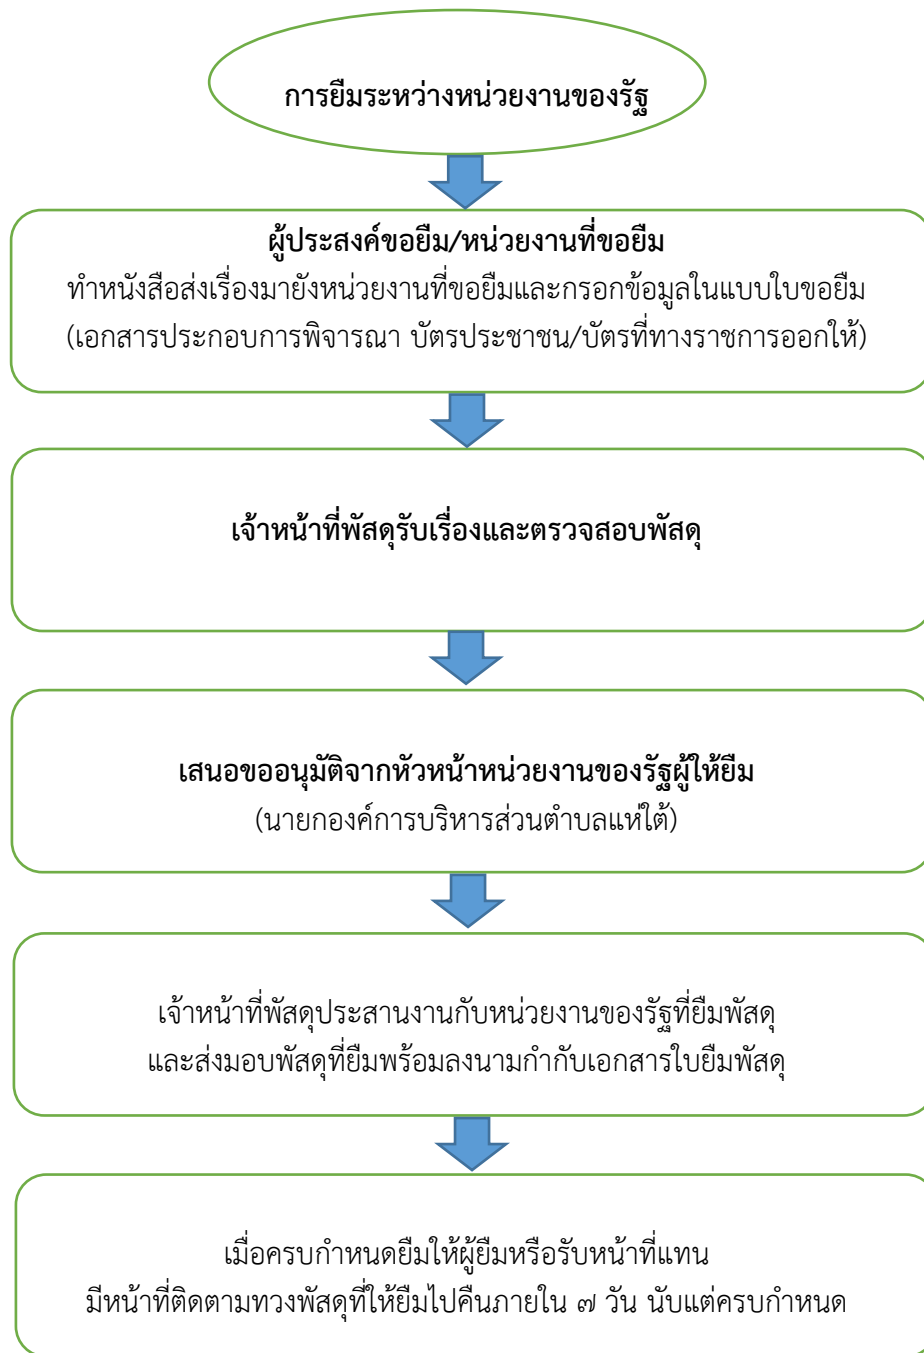 การยืมระหว่างหน่วยงานของรัฐ
ผู้ประสงค์ขอยืม/หน่วยงานที่ขอยืม
ทำหนังสือส่งเรื่องมายังหน่วยงานที่ขอยืมและกรอกข้อมูลในแบบใบขอยืม
(เอกสารประกอบการพิจารณา บัตรประชาชน/บัตรที่ทางราชการออกให้)
เจ้าหน้าที่พัสดุรับเรื่องและตรวจสอบพัสดุ
เสนอขออนุมัติจากหัวหน้าหน่วยงานของรัฐผู้ให้ยืม
(นายกองค์การบริหารส่วนตำบลแห่ใต้)
เจ้าหน้าที่พัสดุประสานงานกับหน่วยงานของรัฐที่ยืมพัสดุ
และส่งมอบพัสดุที่ยืมพร้อมลงนามกำกับเอกสารใบยืมพัสดุ
เมื่อครบกำหนดยืมให้ผู้ยืมหรือรับหน้าที่แทน
มีหน้าที่ติดตามทวงพัสดุที่ให้ยืมไปคืนภายใน ๗ วัน นับแต่ครบกำหนด